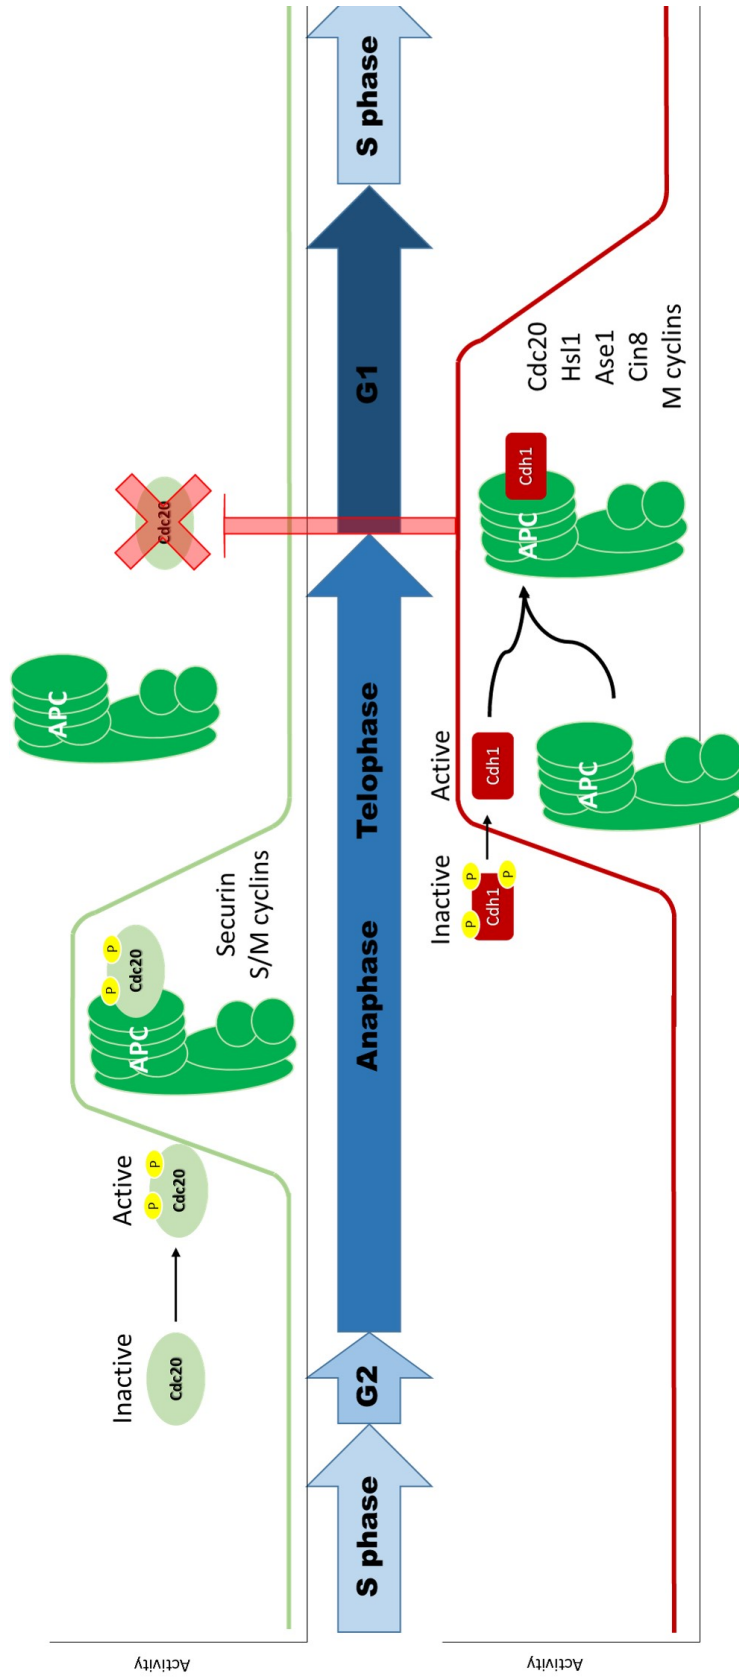 Activity
Inactive
Cdc20
Active
P
P
Cdc20
P
P
Cdc20
APC
Securin
S/M cyclins
APC
Cdc20
S phase
G2
Anaphase
Telophase
G1
S phase
Activity
Inactive
P
P
P
Cdh1
Active
Cdh1
APC
APC
Cdh1
Cdc20
Hsl1
Ase1
Cin8
M cyclins